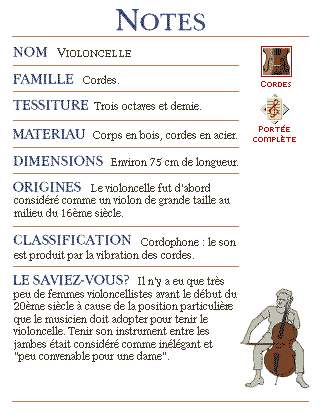 NOTES
NOM VIOLONCELLE
FAMILLE Cordes.
TESSITURE Trois octaves et demie.
MATERIAU Corps en bois, cordes en acier.
DIMENSIONS Environ 75 cm de longueur.
ORIGINES Le violoncelle fut d'abord
considéré comme un violon de grande taille au
milieu du 16ème siècle.
CLASSIFICATION Cordophone : le son
est produit par la vibration des cordes.
LE SAVIEZ-VOUS? Il n'y a eu que très
peu de femmes violoncellistes avant le début du
20ème siècle à cause de la position particulière
que le musicien doit adopter pour tenir le
violoncelle. Tenir son instrument entre les
jambes était considéré comme inélégant et
"peu convenable pour une dame".
CORDES
PORTÉE
COMPLÈTE